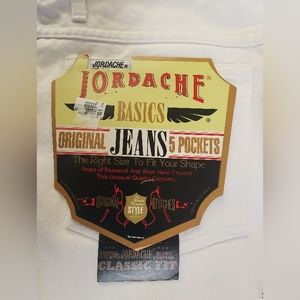 JORDACHE®
JORDACHE®
BASICS
ORIGINAL JEANS 5 POCKETS
The Right Size To Fit Your Shape
Years of Research And Wear Have Created
This Unusual Quality Garment.
ORIGINAL STITCHES
STYLE
JORDACHE
CLASSIC FIT